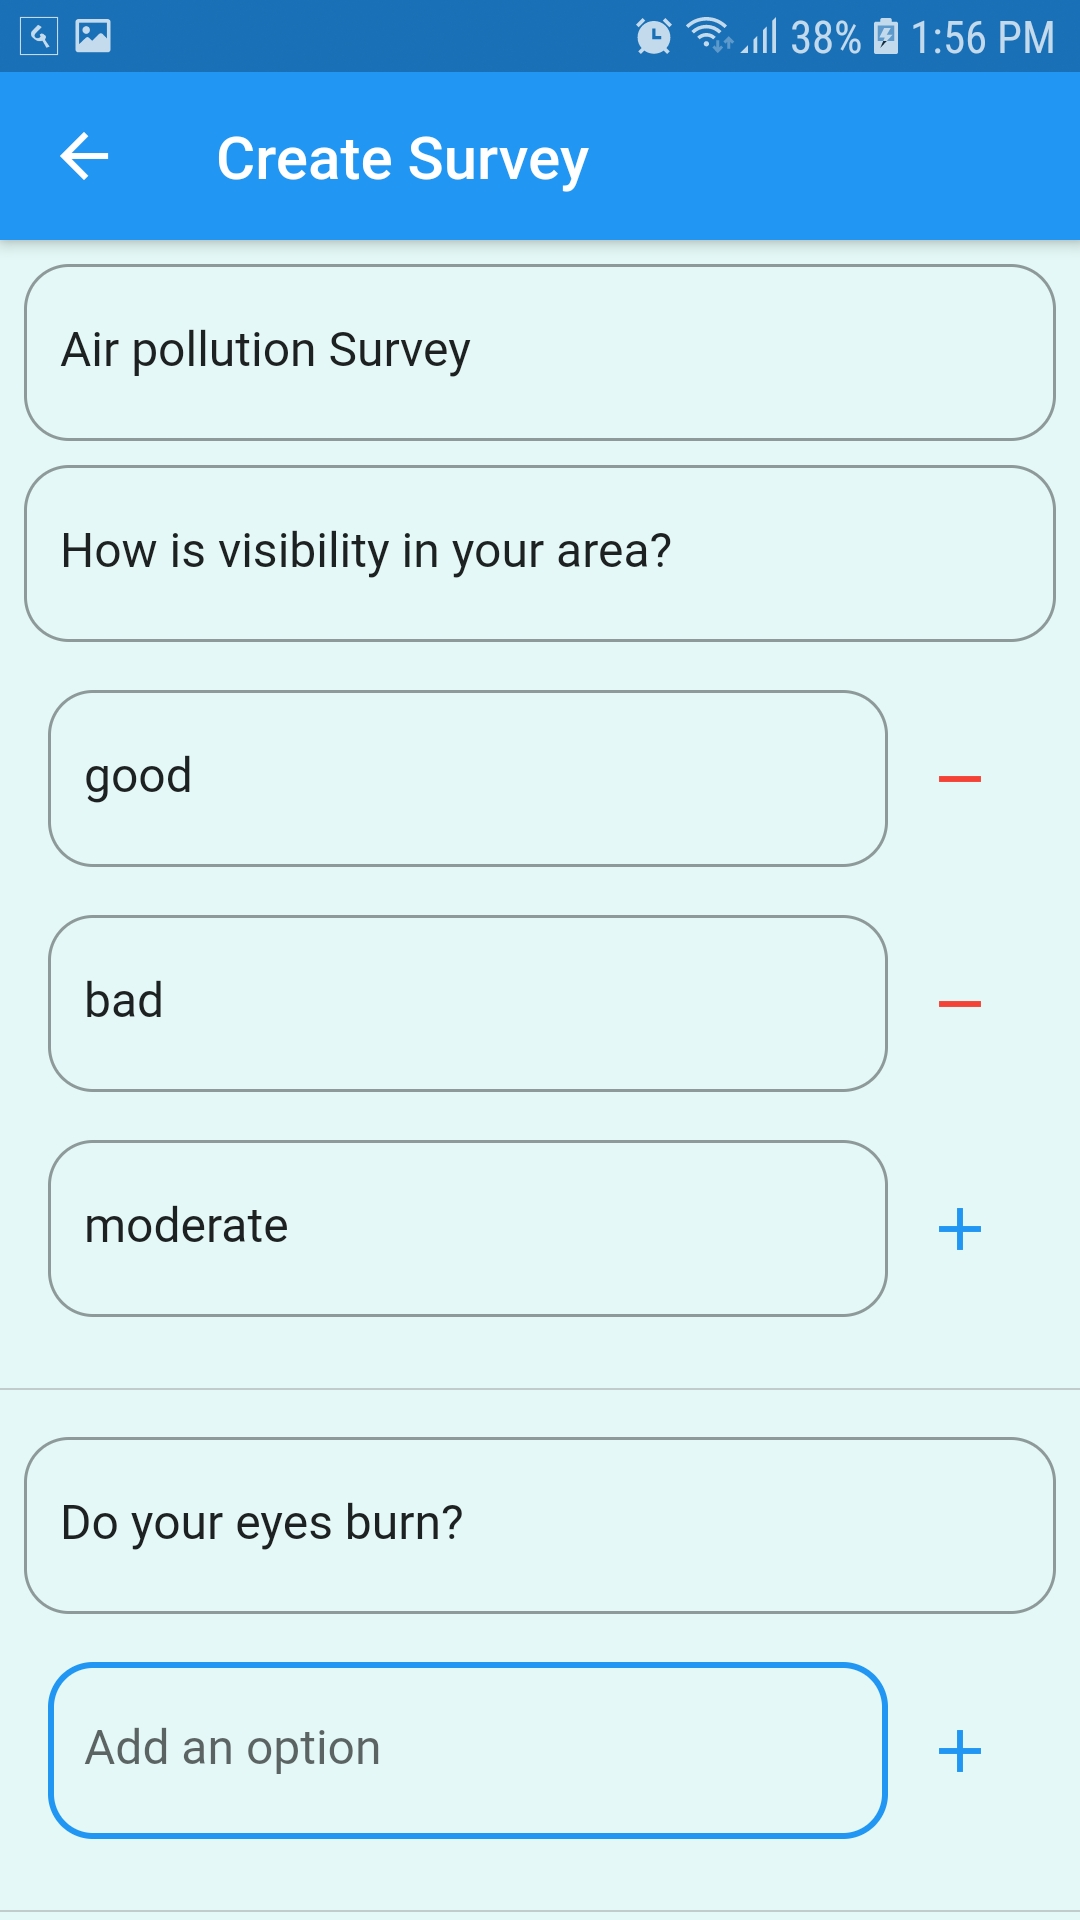 38% 1:56 PM
Create Survey
Air pollution Survey
How is visibility in your area?
good
bad
moderate
Do your eyes burn?
Add an option